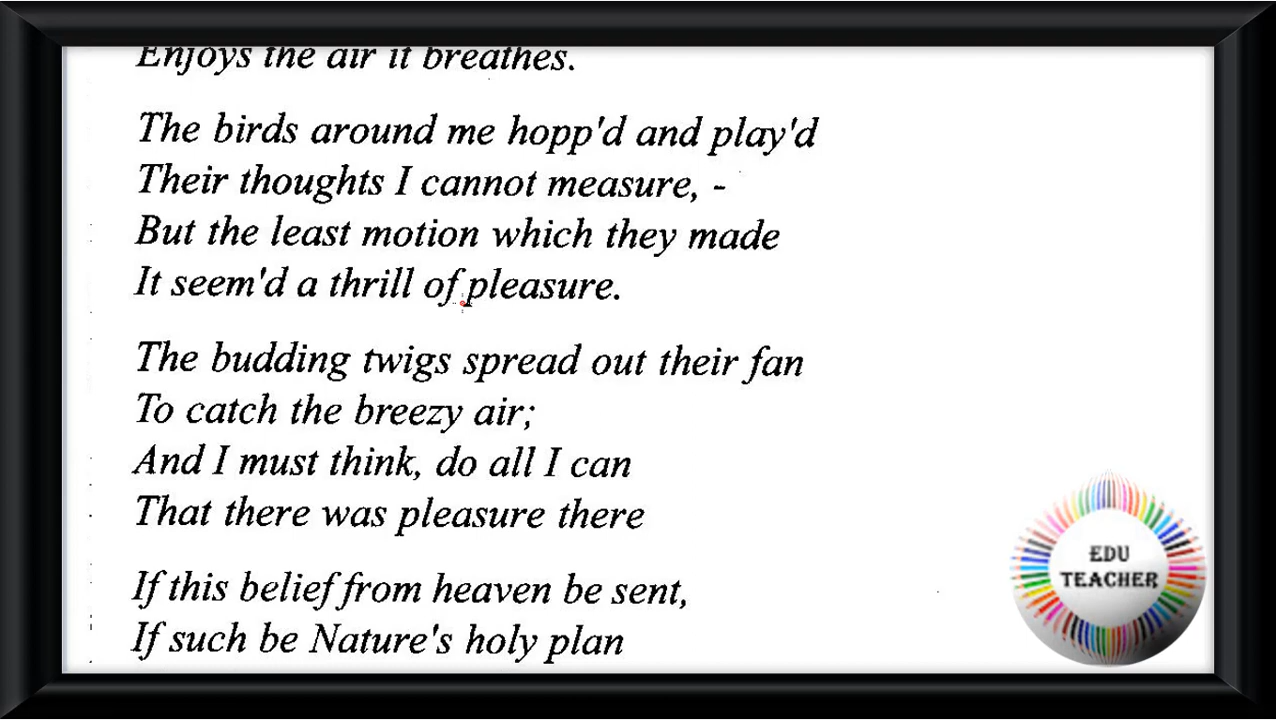 Enjoys the air it breathes.
The birds around me hopp'd and play'd
Their thoughts I cannot measure, -
But the least motion which they made
It seem'd a thrill of pleasure.
The budding twigs spread out their fan
To catch the breezy air;
And I must think, do all I can
That there was pleasure there
If this belief from heaven be sent,
If such be Nature's holy plan
EDU
TEACHER